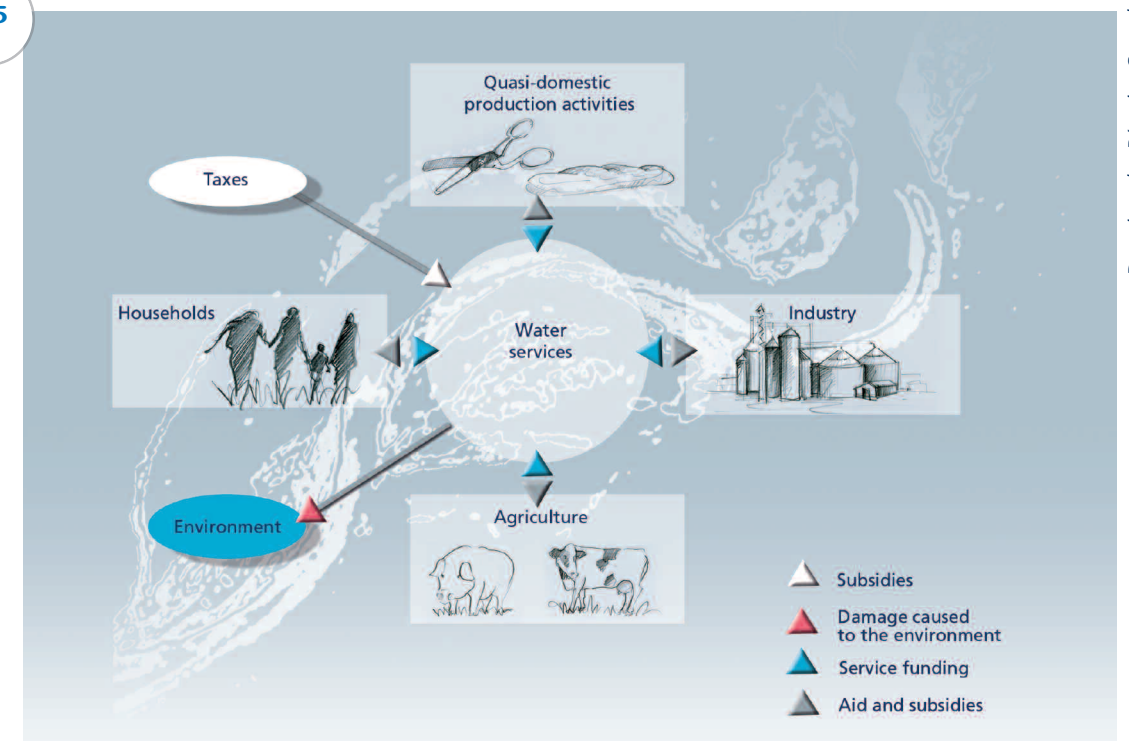 5
Quasi-domestic
production activities
Taxes
Households
Water
services
Industry
Environment
Agriculture
Subsidies
Damage caused
to the environment
Service funding
Aid and subsidies